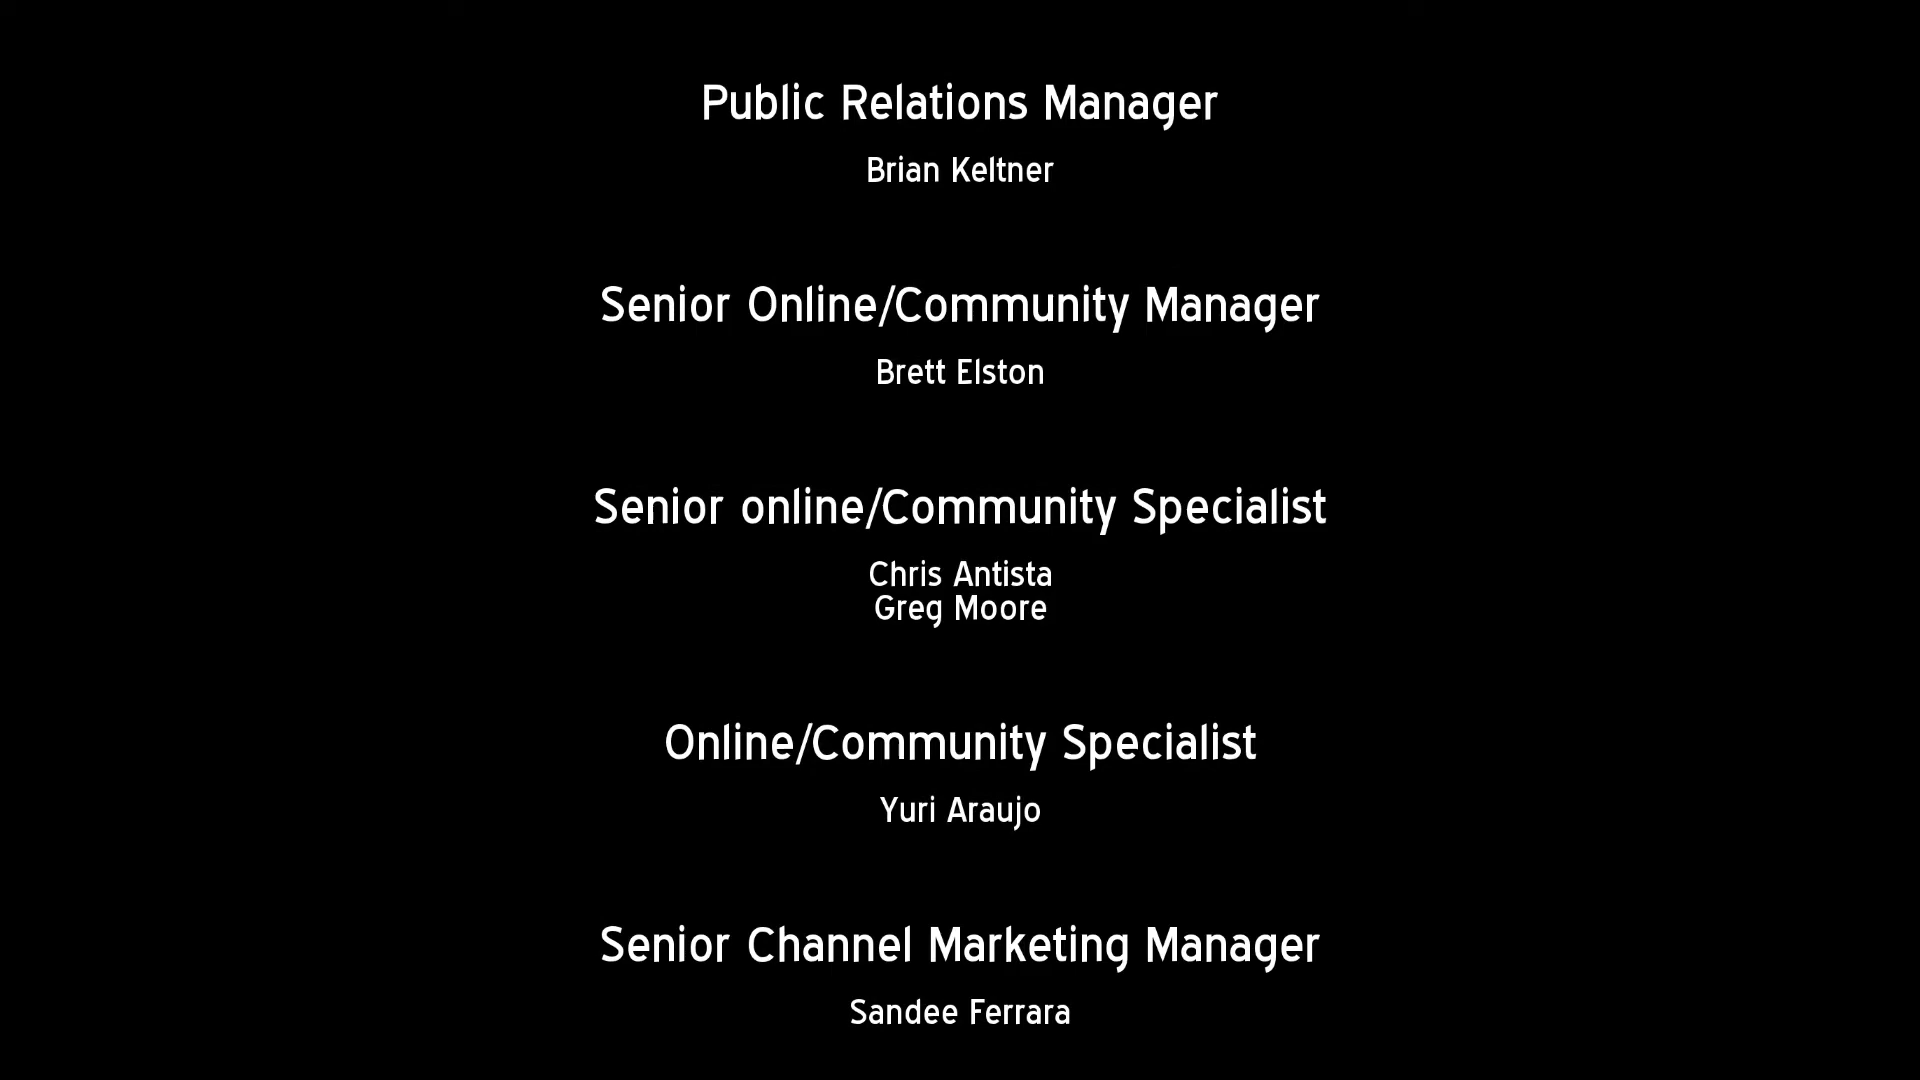 Public Relations Manager
Brian Keltner
Senior Online/Community Manager
Brett Elston
Senior online/Community Specialist
Chris Antista
Greg Moore
Online/Community Specialist
Yuri Araujo
Senior Channel Marketing Manager
Sandee Ferrara